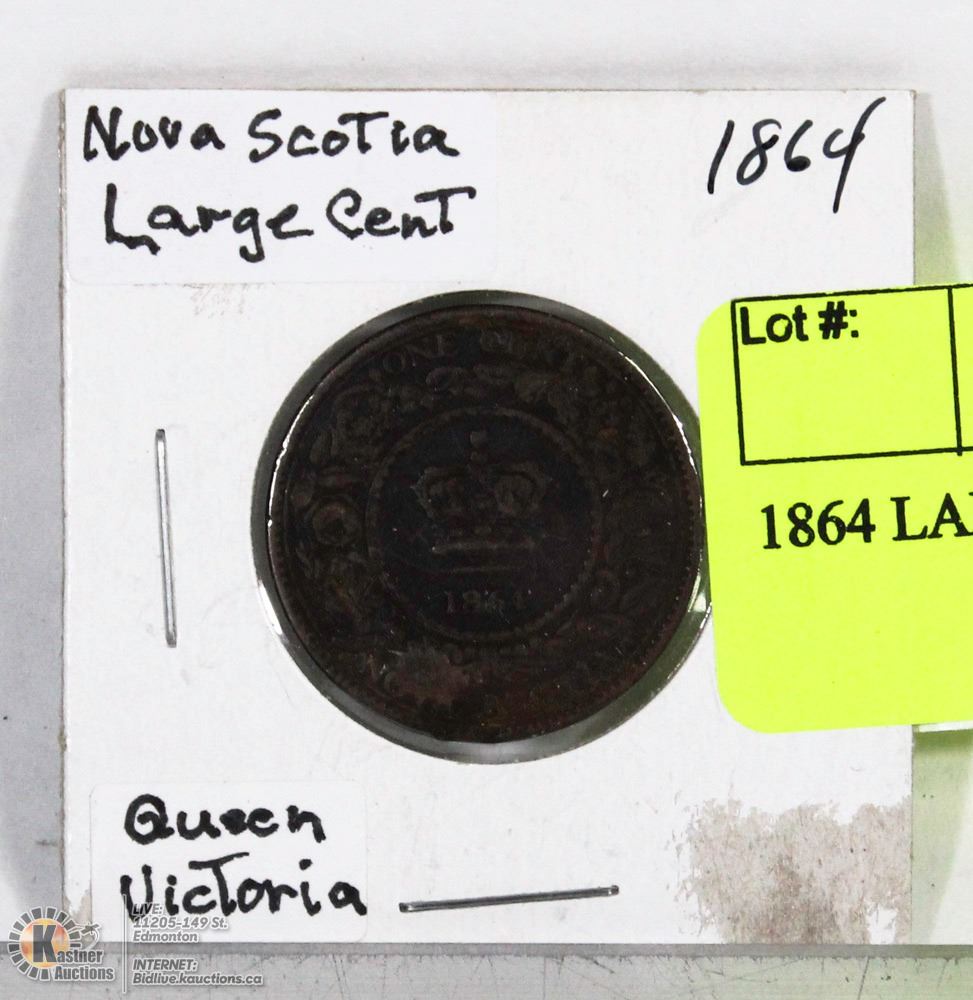 Nova Scotia
Large Cent
1864
Lot #:
1864 LA
ONE CENT
1864
Queen
Victoria
Kastner
Auctions
LIVE:
11205-149 St.
Edmonton
INTERNET:
Bidlive.kauctions.ca